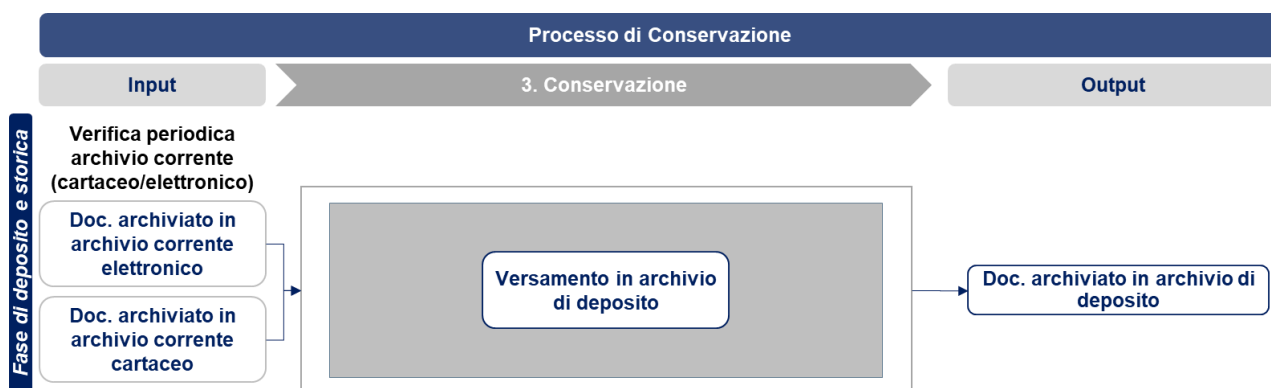 Processo di Conservazione
Input
3. Conservazione
Output
Fase di deposito e storica
Verifica periodica
archivio corrente
(cartaceo/elettronico)
Doc. archiviato in
archivio corrente
elettronico
Doc. archiviato in
archivio corrente
cartaceo
Versamento in archivio
di deposito
Doc. archiviato in archivio di
deposito